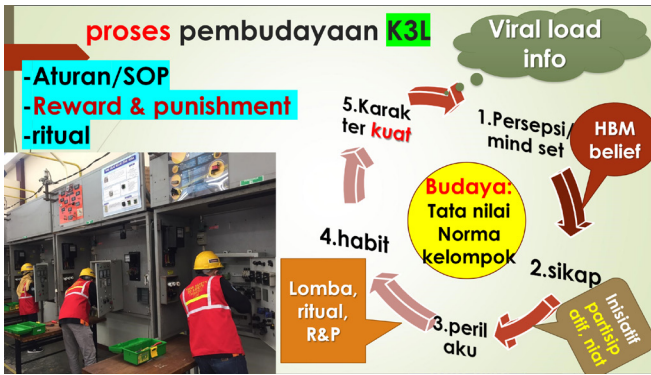 proses pembudayaan K3L
Viral load
info
-Aturan/SOP
-Reward & punishment
-ritual
1.Persepsi/
mind set
HBM
belief
2.sikap
Inisiatif
partisip
atif, niat
3.peril
aku
Lomba,
ritual,
R&P
4.habit
5.Karak
ter kuat
Budaya:
Tata nilai
Norma
kelompok